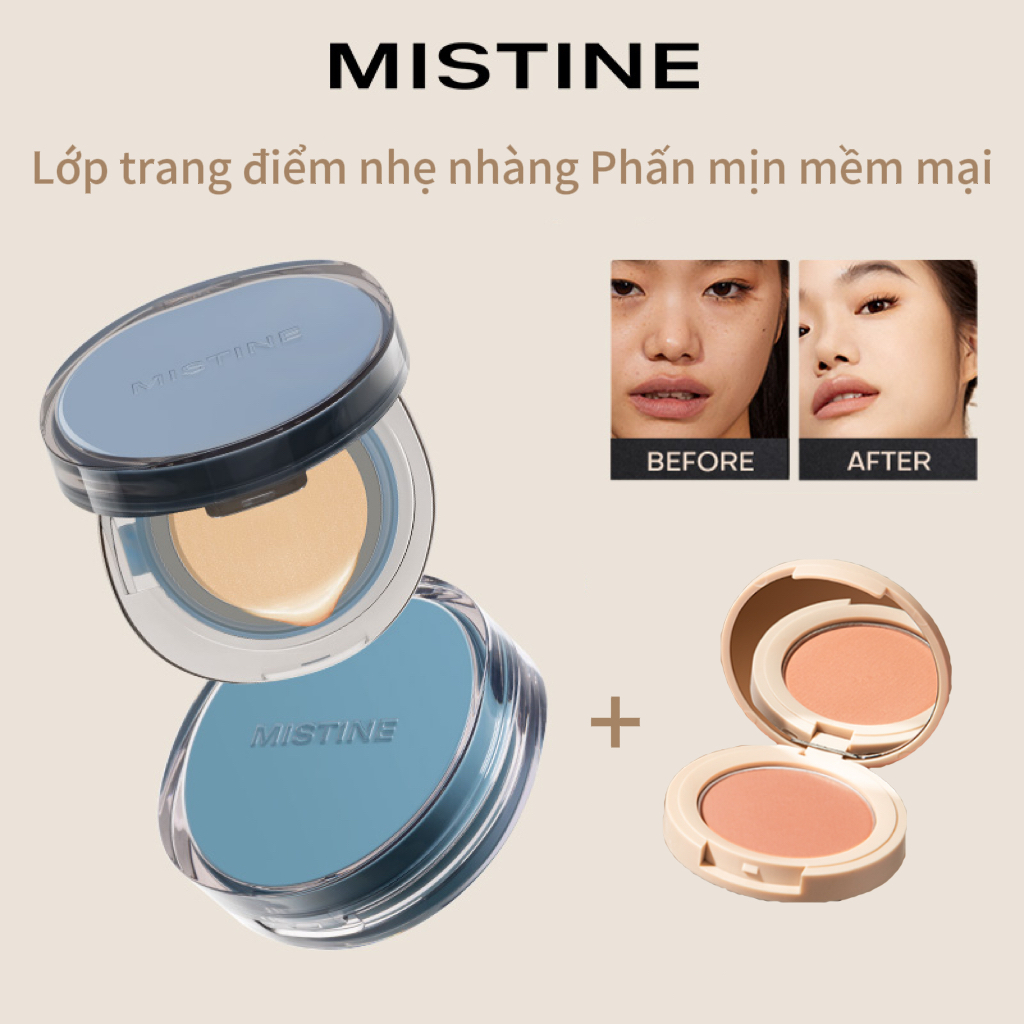 MISTINE
Lớp trang điểm nhẹ nhàng Phấn mịn mềm mại
MISTINE
BEFORE
AFTER
MISTINE